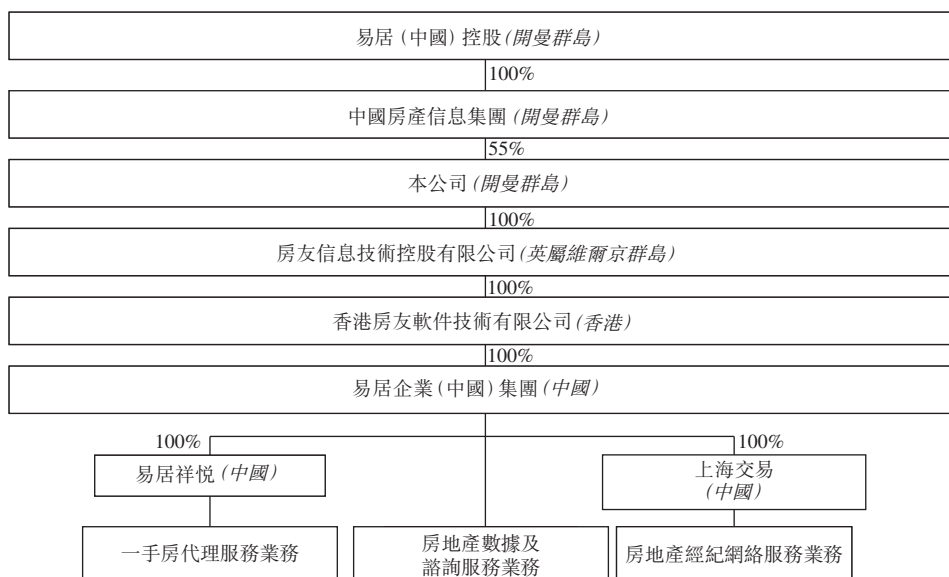 易居(中國)控股(開曼群島)
100%
中國房產信息集團(開曼群島)
55%
本公司(開曼群島)
100%
房友信息技術控股有限公司(英屬維爾京群島)
100%
香港房友軟件技術有限公司(香港)
100%
易居企業(中國)集團(中國)
100%
100%
易居祥悅(中國)
上海交易
(中國)
一手房代理服務業務
房地產數據及
諮詢服務業務
房地產經紀網絡服務業務